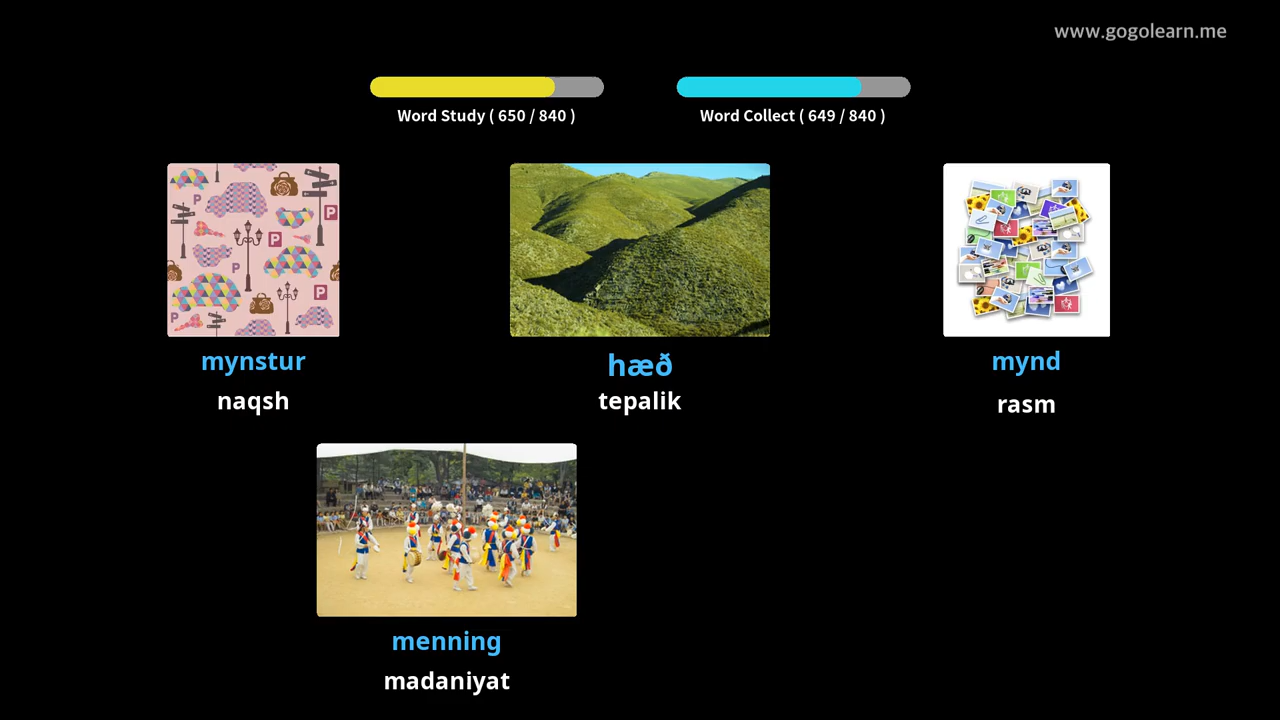 www.gogolearn.me
Word Study ( 650 / 840 )
Word Collect ( 649 / 840 )
P
P
P
P
P
P
mynstur
naqsh
hæð
tepalik
mynd
rasm
menning
madaniyat